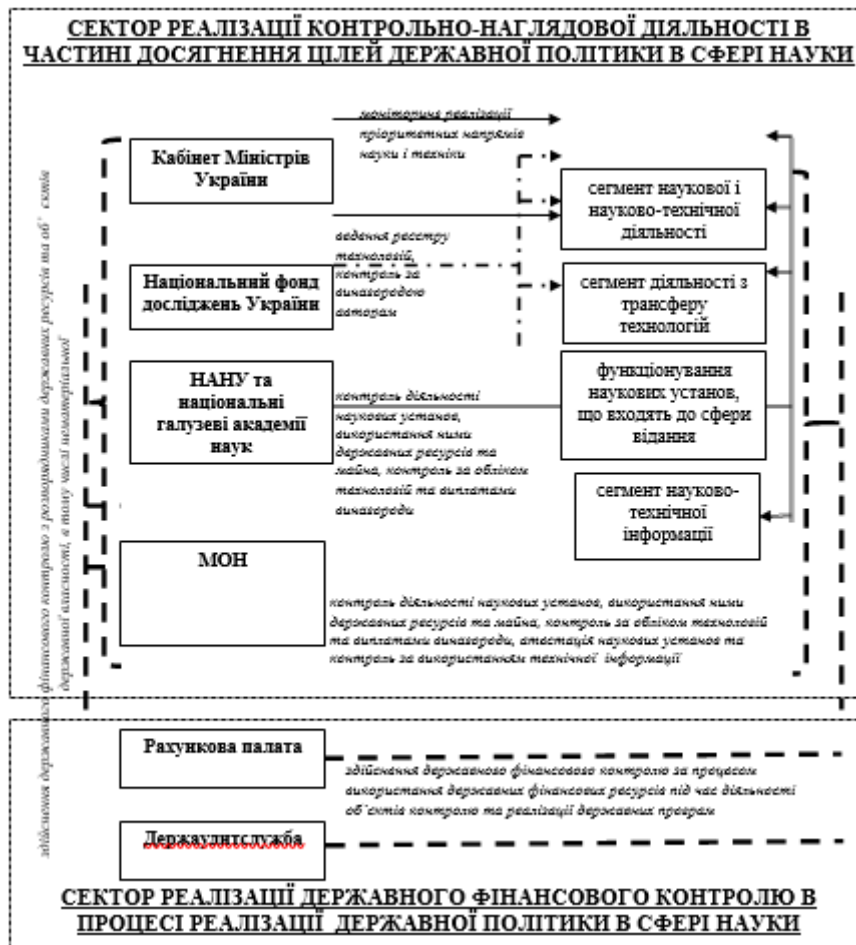 СЕКТОР РЕАЛІЗАЦІЇ КОНТРОЛЬНО-НАГЛЯДОВОЇ ДІЯЛЬНОСТІ В
ЧАСТИНІ ДОСЯГНЕННЯ ЦІЛЕЙ ДЕРЖАВНОЇ ПОЛІТИКИ В СФЕРІ НАУКИ
моніторинг реалізації
пріоритетних напрямів
науки і техніки
Кабінет Міністрів
України
сегмент наукової і
науково-технічної
діяльності
ведення реєстру
технологій,
контроль за
винагородою
авторам
Національний фонд
досліджень України
сегмент діяльності з
трансферу
технологій
НАНУ та
національні
галузеві академії
наук
контроль діяльності
наукових установ,
використання ними
державних ресурсів та
майна, контроль за обліком
технологій та виплатами
винагороди
функціонування
наукових установ,
що входять до сфери
відання
сегмент науково-
технічної
інформації
МОН
контроль діяльності наукових установ, використання ними
державних ресурсів та майна, контроль за обліком технологій
та виплатами винагороди, атестація наукових установ та
контроль за використанням технічної інформації
здійснення державного фінансового контролю з розпорядниками державних ресурсів та об' єктів
державної власності, в тому числі нематеріальної
Рахункова палата
здійснення державного фінансового контролю за процесом
використання державних фінансових ресурсів під час діяльності
об'єктів контролю та реалізації державних програм
Держаудитслужба
СЕКТОР РЕАЛІЗАЦІЇ ДЕРЖАВНОГО ФІНАНСОВОГО КОНТРОЛЮ В
ПРОЦЕСІ РЕАЛІЗАЦІЇ ДЕРЖАВНОЇ ПОЛІТИКИ В СФЕРІ НАУКИ